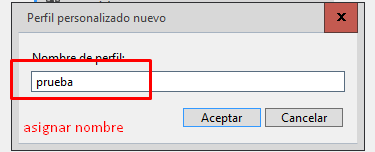 Perfil personalizado nuevo
X
Nombre de perfil:
prueba
Aceptar
Cancelar
asignar nombre